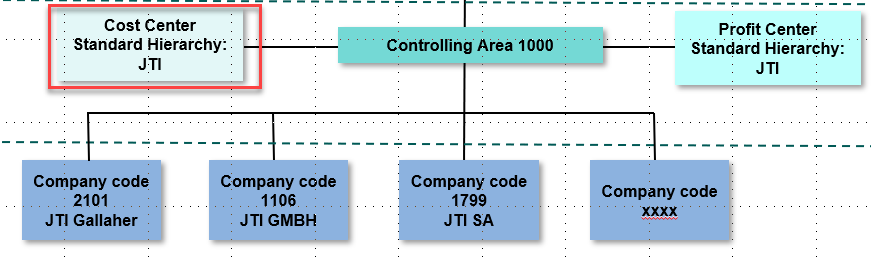 Cost Center
Standard Hierarchy:
JTI
Controlling Area 1000
Profit Center
Standard Hierarchy:
JTI
Company code
2101
JTI Gallaher
Company code
1106
JTI GMBH
Company code
1799
JTI SA
Company code
xxxx